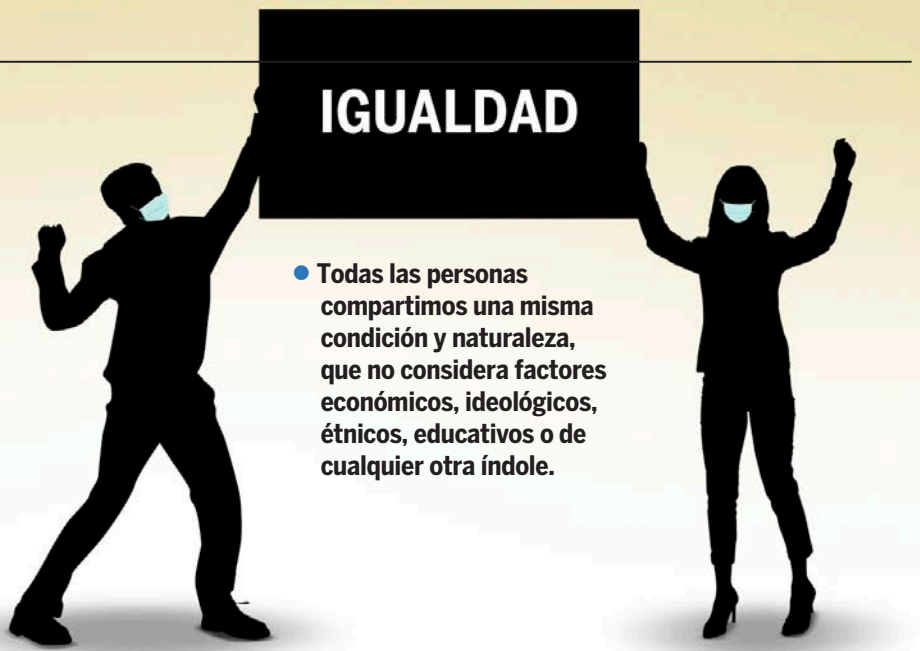 IGUALDAD
● Todas las personas
compartimos una misma
condición y naturaleza,
que no considera factores
económicos, ideológicos,
étnicos, educativos o de
cualquier otra índole.